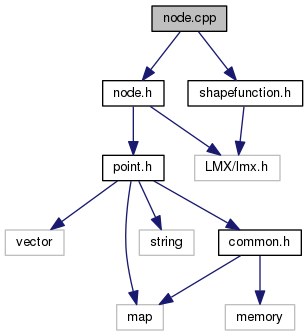 node.cpp
node.h
shapefunction.h
point.h
LMX/lmx.h
vector
string
common.h
map
memory